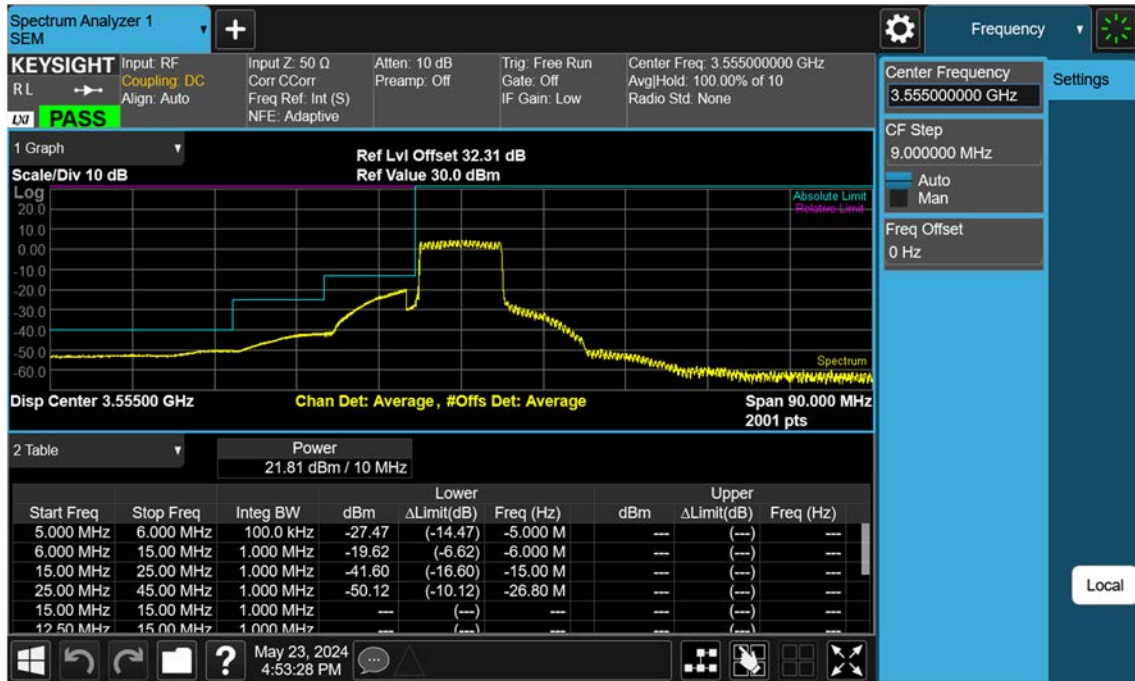 Spectrum Analyzer 1
SEM
Frequency
KEYSIGHT
R L
LXI PASS
Input: RF
Coupling: DC
Align: Auto
Input Z: 50 Ω
Corr CCorr
Freq Ref: Int (S)
NFE: Adaptive
Atten: 10 dB
Preamp: Off
Trig: Free Run
Gate: Off
IF Gain: Low
Center Freq: 3.555000000 GHz
Avg|Hold: 100.00% of 10
Radio Std: None
Center Frequency
3.555000000 GHz
Settings
CF Step
9.000000 MHz
Auto
Man
Freq Offset
0 Hz
1 Graph
Scale/Div 10 dB
Ref Lvl Offset 32.31 dB
Ref Value 30.0 dBm
Log
20.0
10.0
0.00
-10.0
-20.0
-30.0
-40.0
-50.0
-60.0
Absolute Limit
Relative Limit
Spectrum
Disp Center 3.55500 GHz
Chan Det: Average, #Offs Det: Average
Span 90.000 MHz
2001 pts
2 Table
Power
21.81 dBm / 10 MHz
Lower Upper
Start Freq Stop Freq Integ BW dBm ΔLimit(dB) Freq (Hz) dBm ΔLimit(dB) Freq (Hz)
5.000 MHz 6.000 MHz 100.0 kHz -27.47 (-14.47) -5.000 M --- (---) ---
6.000 MHz 15.00 MHz 1.000 MHz -19.62 (-6.62) -6.000 M --- (---) ---
15.00 MHz 25.00 MHz 1.000 MHz -41.60 (-16.60) -15.00 M --- (---) ---
25.00 MHz 45.00 MHz 1.000 MHz -50.12 (-10.12) -26.80 M --- (---) ---
15.00 MHz 15.00 MHz 1.000 MHz --- (---) --- --- (---) ---
12.50 MHz 15.00 MHz 1.000 MHz --- (---) --- --- (---) ---
Local
?
May 23, 2024
4:53:28 PM